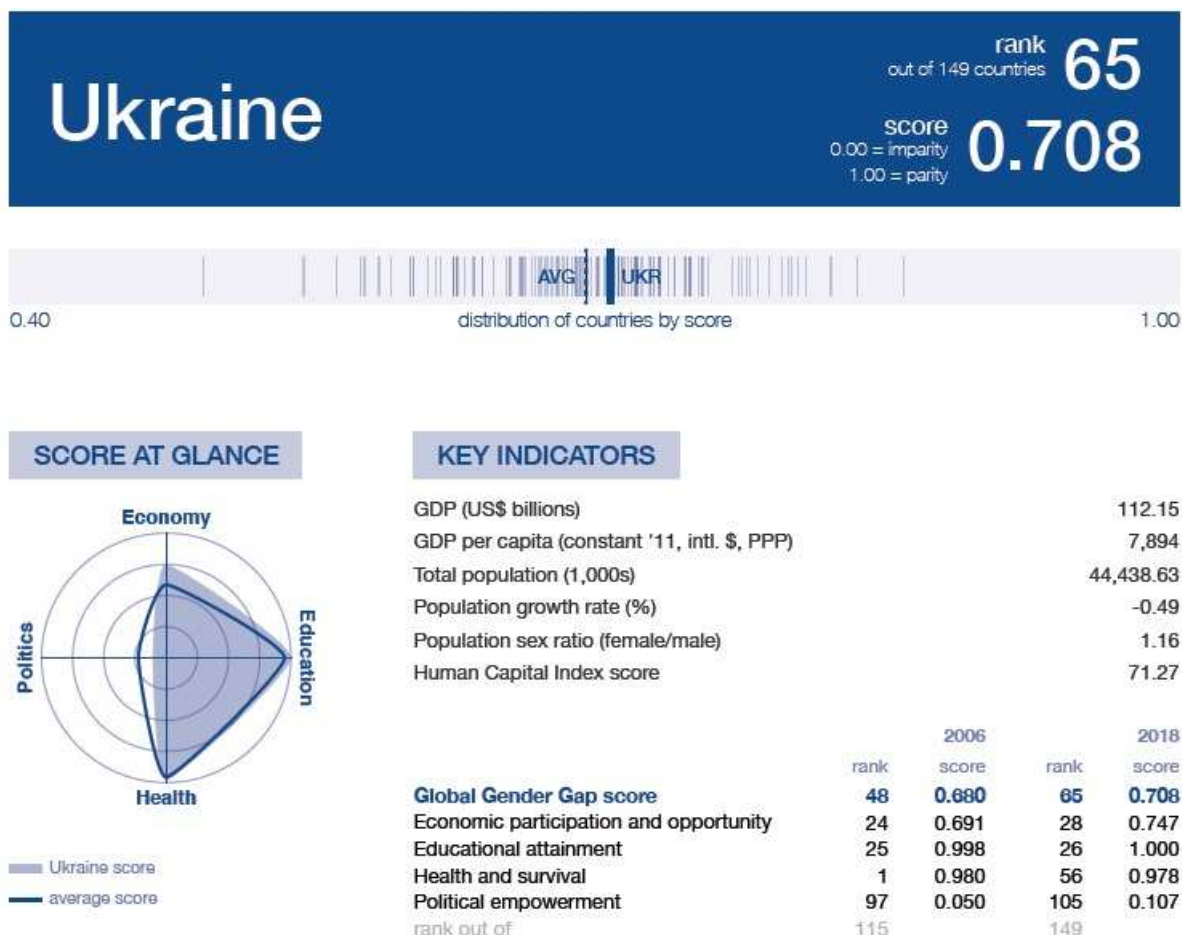 Ukraine
rank
out of 149 countries
65
score
0.00 = imparity
1.00 = parity
0.708
AVG UKR
0.40 distribution of countries by score 1.00
SCORE AT GLANCE
Economy
Education
Politics
Health
Ukraine score
average score
KEY INDICATORS
GDP (US$ billions) 112.15
GDP per capita (constant '11, intl. $, PPP) 7,894
Total population (1,000s) 44,438.63
Population growth rate (%) -0.49
Population sex ratio (female/male) 1.16
Human Capital Index score 71.27
2006 2018
rank score rank score
Global Gender Gap score 48 0.680 65 0.708
Economic participation and opportunity 24 0.691 28 0.747
Educational attainment 25 0.998 26 1.000
Health and survival 1 0.980 56 0.978
Political empowerment 97 0.050 105 0.107
rank out of 115 149